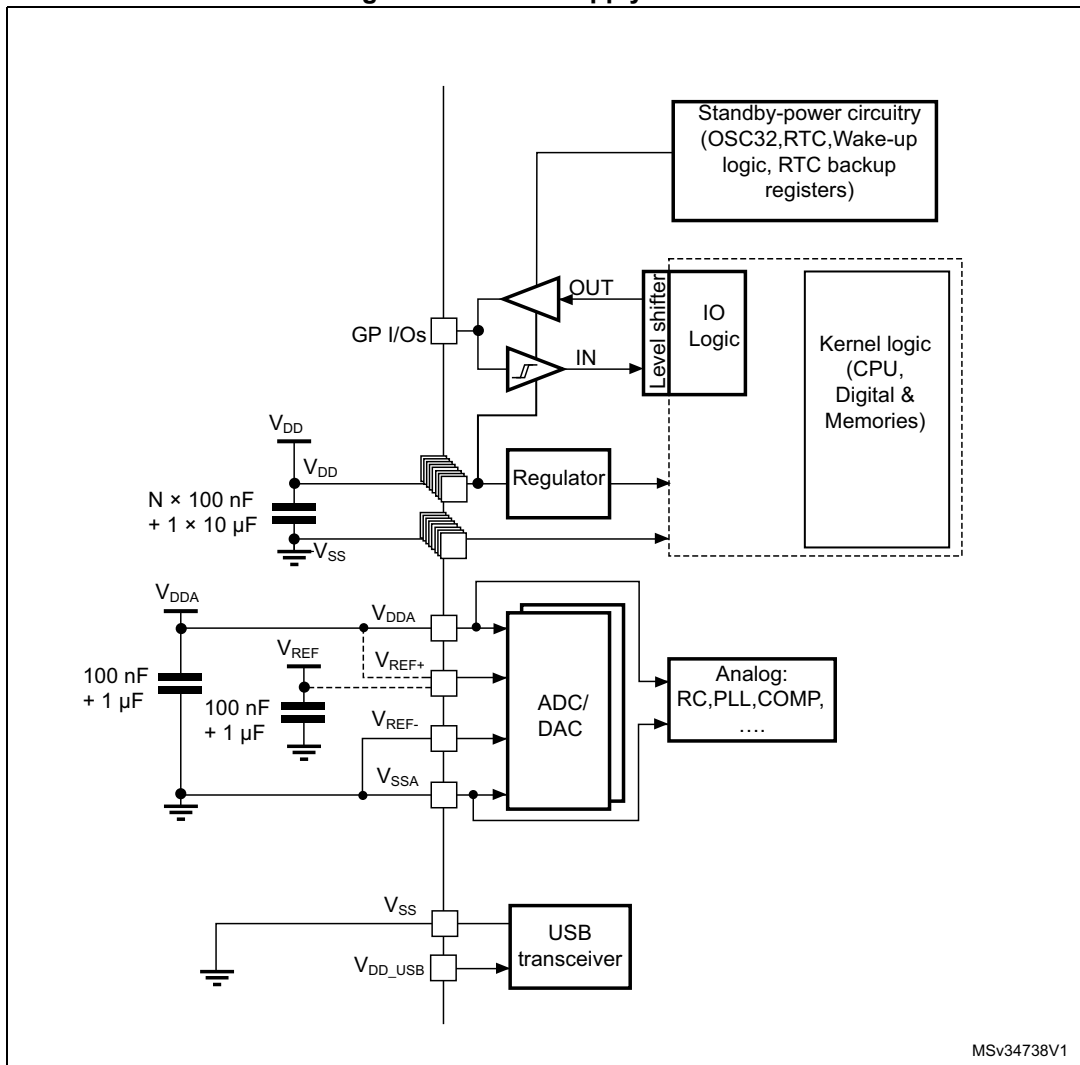 Standby-power circuitry
(OSC32,RTC,Wake-up
logic, RTC backup
registers)
OUT
Level shifter
IO
Logic
GP I/Os
IN
Kernel logic
(CPU,
Digital &
Memories)
VDD
VDD
Regulator
N × 100 nF
+ 1 × 10 µF
VSS
VDDA
VDDA
VREF
VREF+
100 nF
+ 1 µF
100 nF
+ 1 µF
VREF-
VSSA
ADC/
DAC
Analog:
RC,PLL,COMP,
....
VSS
VDD_USB
USB
transceiver
MSv34738V1